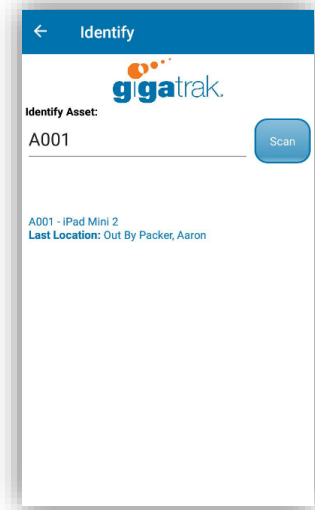 Identify
gigatrak.
Identify Asset:
A001
Scan
A001 - iPad Mini 2
Last Location: Out By Packer, Aaron